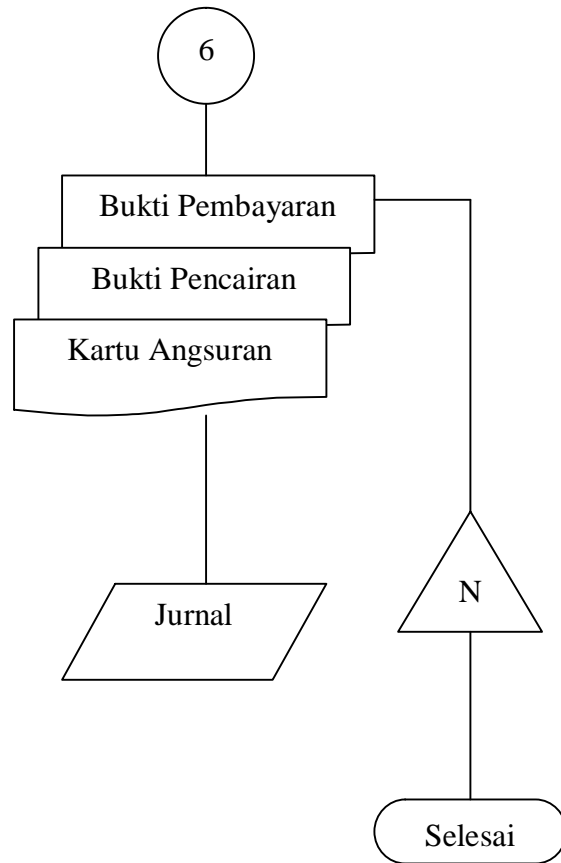 6
Bukti Pembayaran
Bukti Pencairan
Kartu Angsuran
Jurnal
N
Selesai